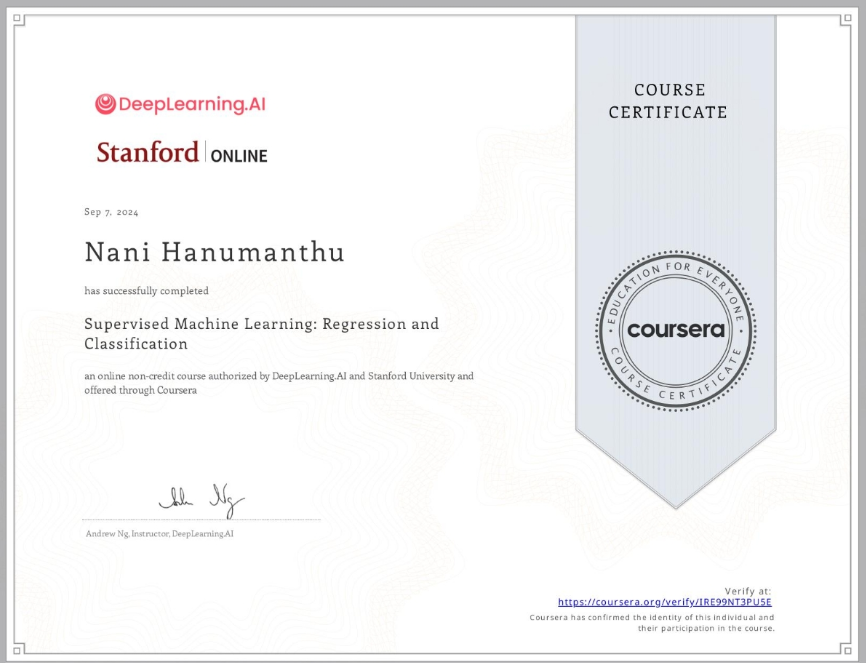 DeepLearning.AI
Stanford | ONLINE
COURSE
CERTIFICATE
Sep 7, 2024
Nani Hanumanthu
has successfully completed
Supervised Machine Learning: Regression and
Classification
an online non-credit course authorized by DeepLearning.AI and Stanford University and
offered through Coursera
EDUCATION FOR EVERYONE
coursera
COURSE CERTIFICATE
Andrew Ng, Instructor, DeepLearning.AI
Verify at:
https://coursera.org/verify/IRE99NT3PU5E
Coursera has confirmed the identity of this individual and
their participation in the course.